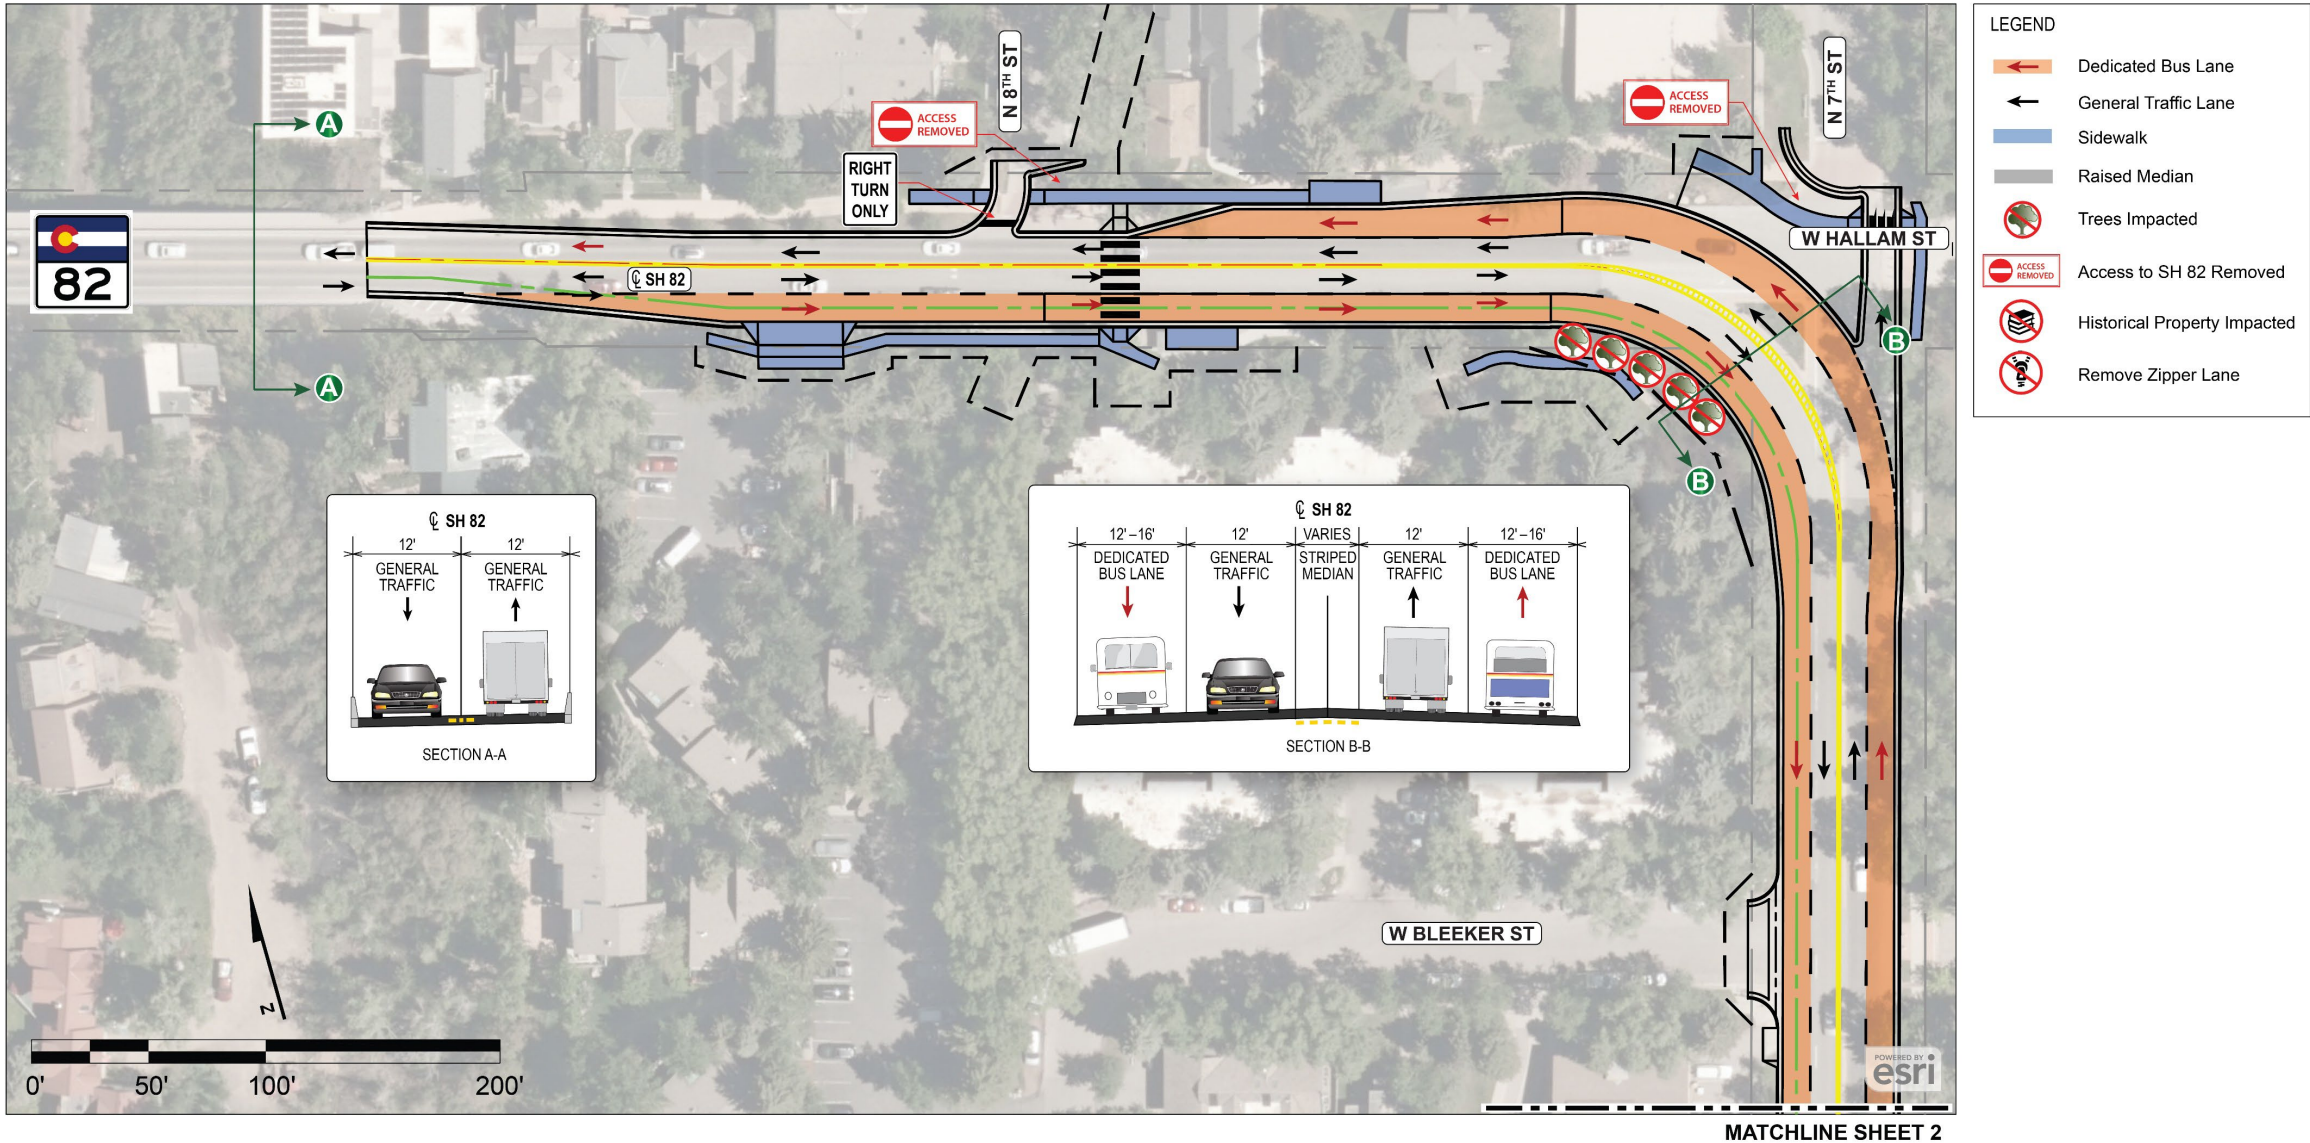 LEGEND
Dedicated Bus Lane
General Traffic Lane
Sidewalk
Raised Median
Trees Impacted
ACCESS
REMOVED
Access to SH 82 Removed
Historical Property Impacted
Remove Zipper Lane
N 8TH ST
N 7TH ST
ACCESS
REMOVED
ACCESS
REMOVED
A
RIGHT
TURN
ONLY
82
W HALLAM ST
℄ SH 82
B
A
B
℄ SH 82
12' 12'
GENERAL
TRAFFIC
GENERAL
TRAFFIC
SECTION A-A
℄ SH 82
12'–16' 12' VARIES 12' 12'–16'
DEDICATED
BUS LANE
GENERAL
TRAFFIC
STRIPED
MEDIAN
GENERAL
TRAFFIC
DEDICATED
BUS LANE
SECTION B-B
W BLEEKER ST
N
0' 50' 100' 200'
POWERED BY
esri
MATCHLINE SHEET 2